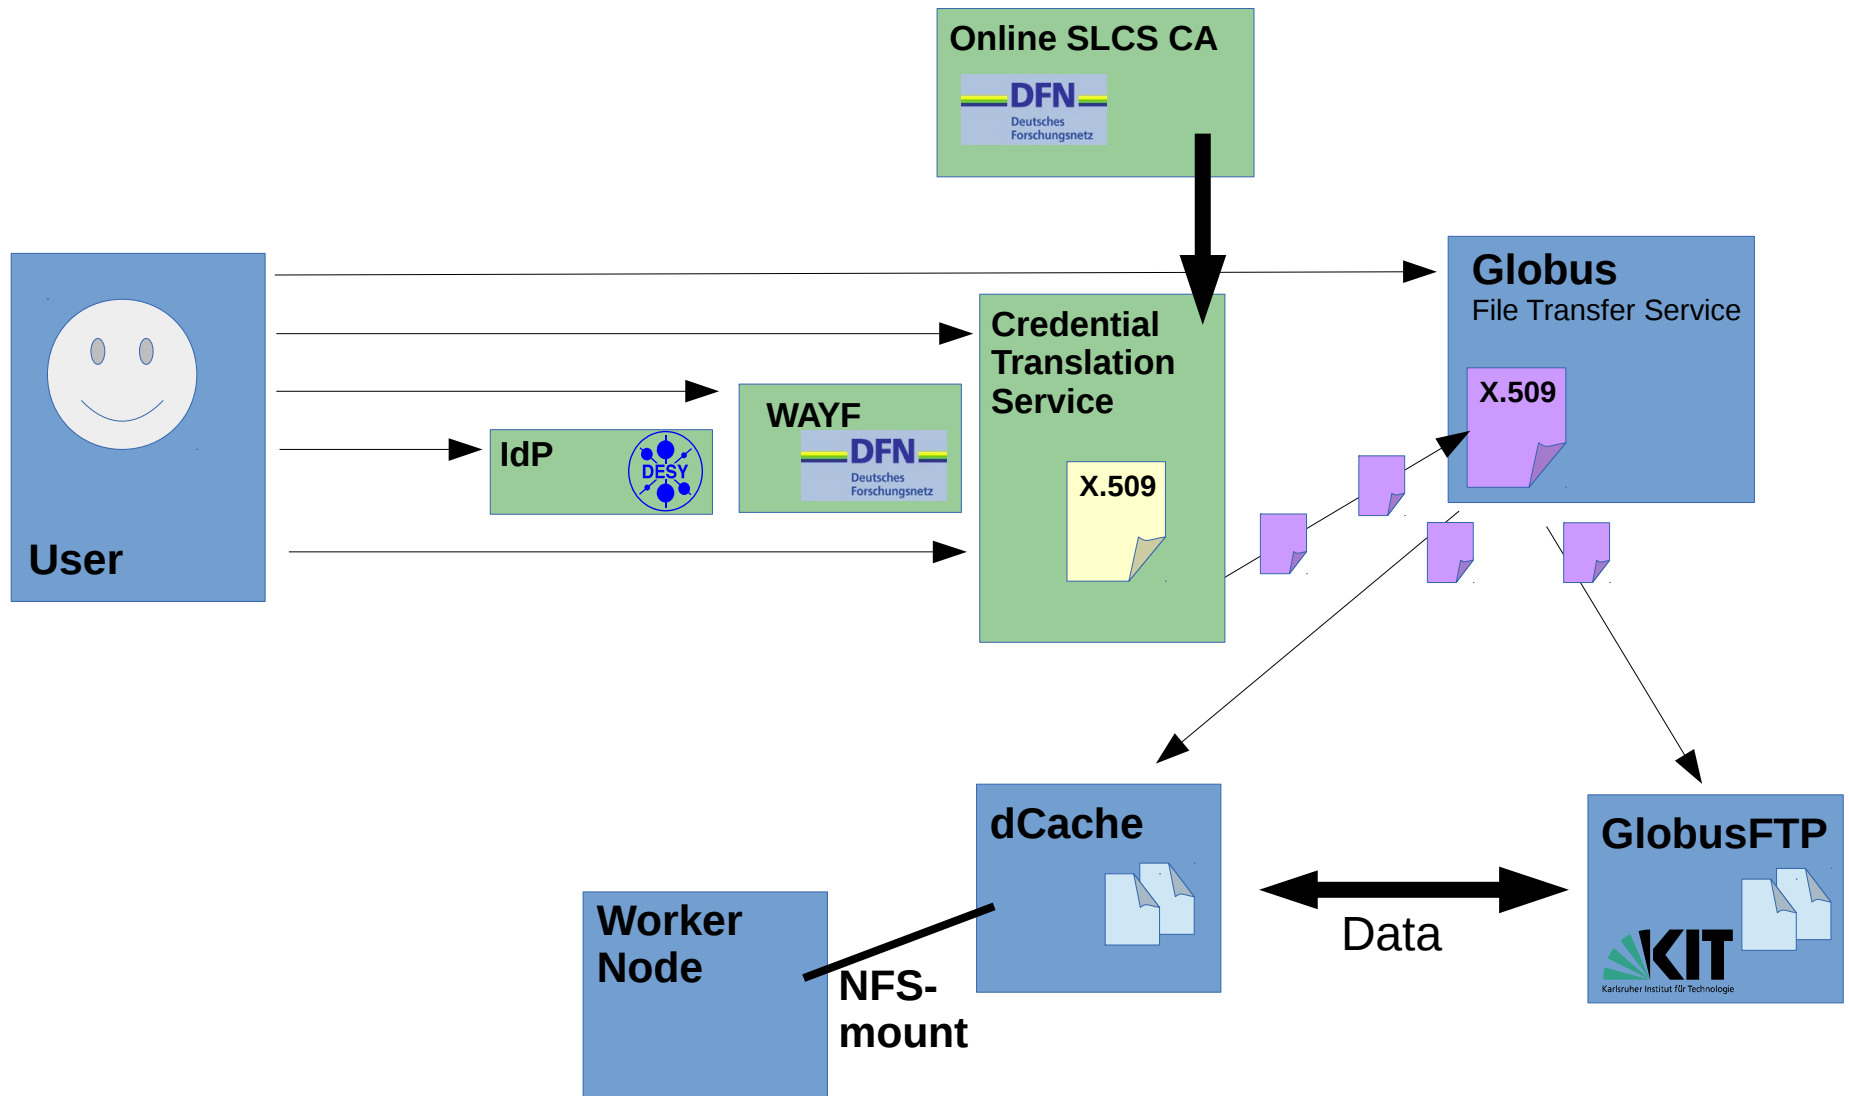 Online SLCS CA
DFN
Deutsches
Forschungsnetz
Globus
File Transfer Service
X.509
Credential
Translation
Service
X.509
WAYF
DFN
Deutsches
Forschungsnetz
IdP
DESY
User
dCache
GlobusFTP
KIT
Karlsruher Institut für Technologie
Data
Worker
Node
NFS-
mount